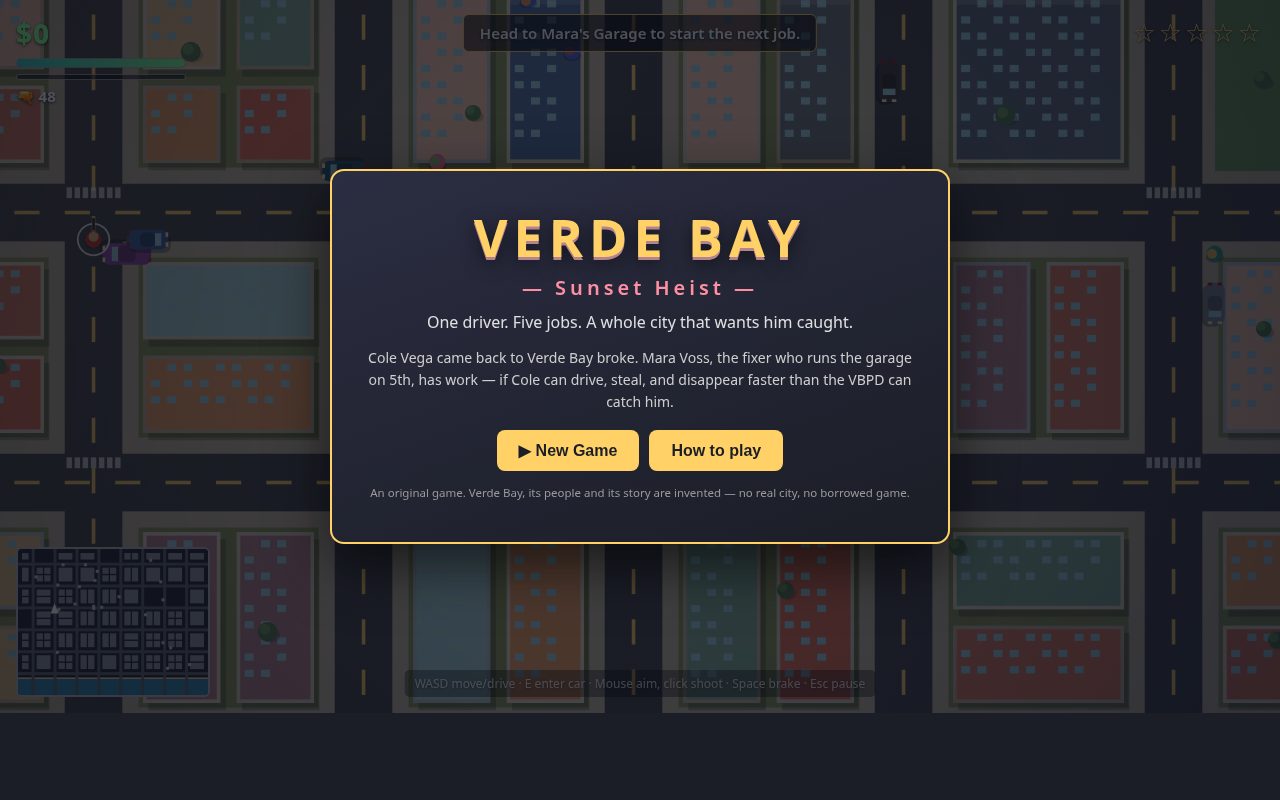 $0
Head to Mara's Garage to start the next job.
48
VERDE BAY
— Sunset Heist —
One driver. Five jobs. A whole city that wants him caught.
Cole Vega came back to Verde Bay broke. Mara Voss, the fixer who runs the garage
on 5th, has work — if Cole can drive, steal, and disappear faster than the VBPD can
catch him.
▶ New Game
How to play
An original game. Verde Bay, its people and its story are invented — no real city, no borrowed game.
WASD move/drive · E enter car · Mouse aim, click shoot · Space brake · Esc pause